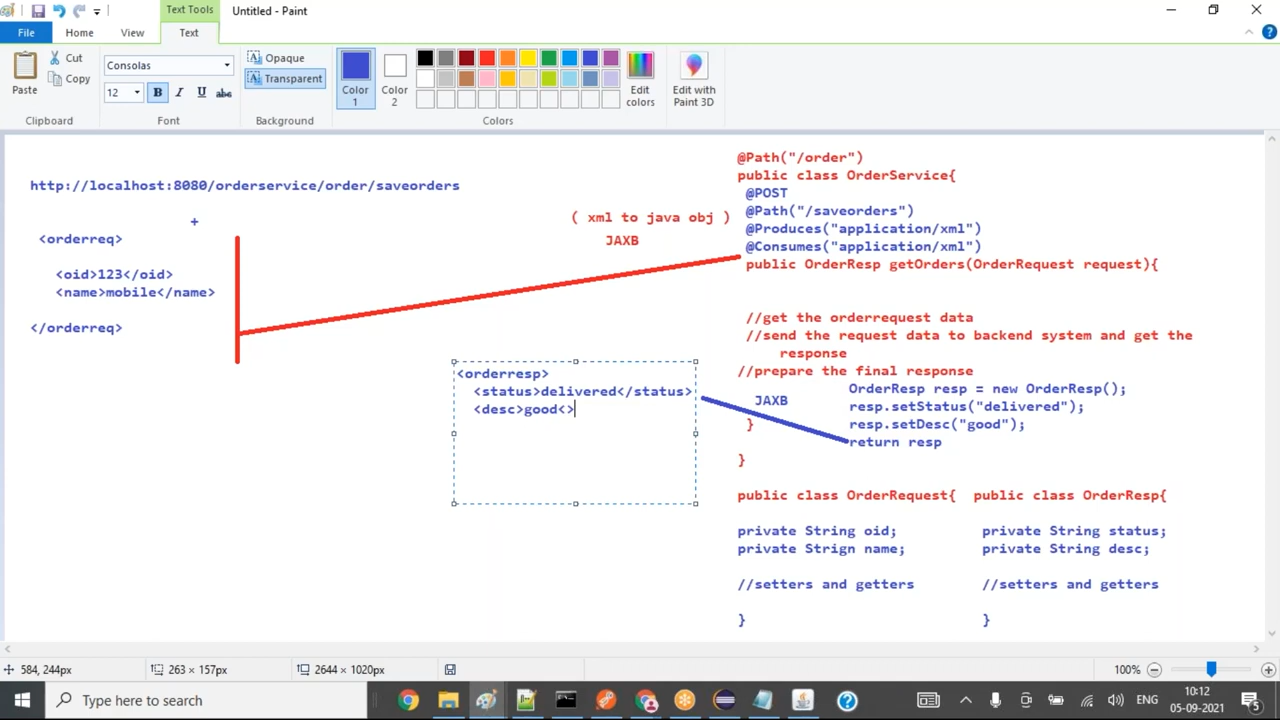 Text Tools
Untitled - Paint
File
Home
View
Text
Paste
Cut
Copy
Clipboard
Consolas
12
B
I
U
abc
Font
Opaque
Transparent
Background
Color
1
Color
2
Edit
colors
Edit with
Paint 3D
Colors
http://localhost:8080/orderservice/order/saveorders
+
<orderreq>
<oid>123</oid>
<name>mobile</name>
</orderreq>
( xml to java obj )
JAXB
@Path("/order")
public class OrderService{
@POST
@Path("/saveorders")
@Produces("application/xml")
@Consumes("application/xml")
public OrderResp getOrders(OrderRequest request){
//get the orderrequest data
//send the request data to backend system and get the
response
//prepare the final response
OrderResp resp = new OrderResp();
resp.setStatus("delivered");
resp.setDesc("good");
return resp
JAXB
}
}
<orderresp>
<status>delivered</status>
<desc>good<>
public class OrderRequest{
private String oid;
private Strign name;
//setters and getters
}
public class OrderResp{
private String status;
private String desc;
//setters and getters
}
584, 244px
263 × 157px
2644 × 1020px
100%
Type here to search
ENG
10:12
05-09-2021
5